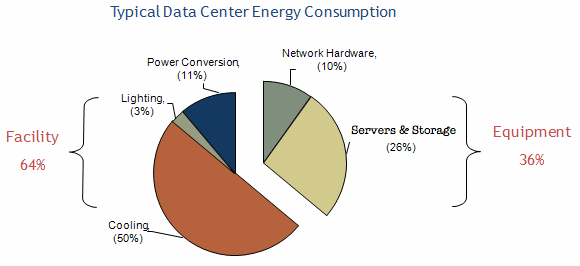 Typical Data Center Energy Consumption
Power Conversion,
(11%)
Network Hardware,
(10%)
Lighting,
(3%)
Servers & Storage
(26%)
Facility
64%
Equipment
36%
Cooling
(50%)